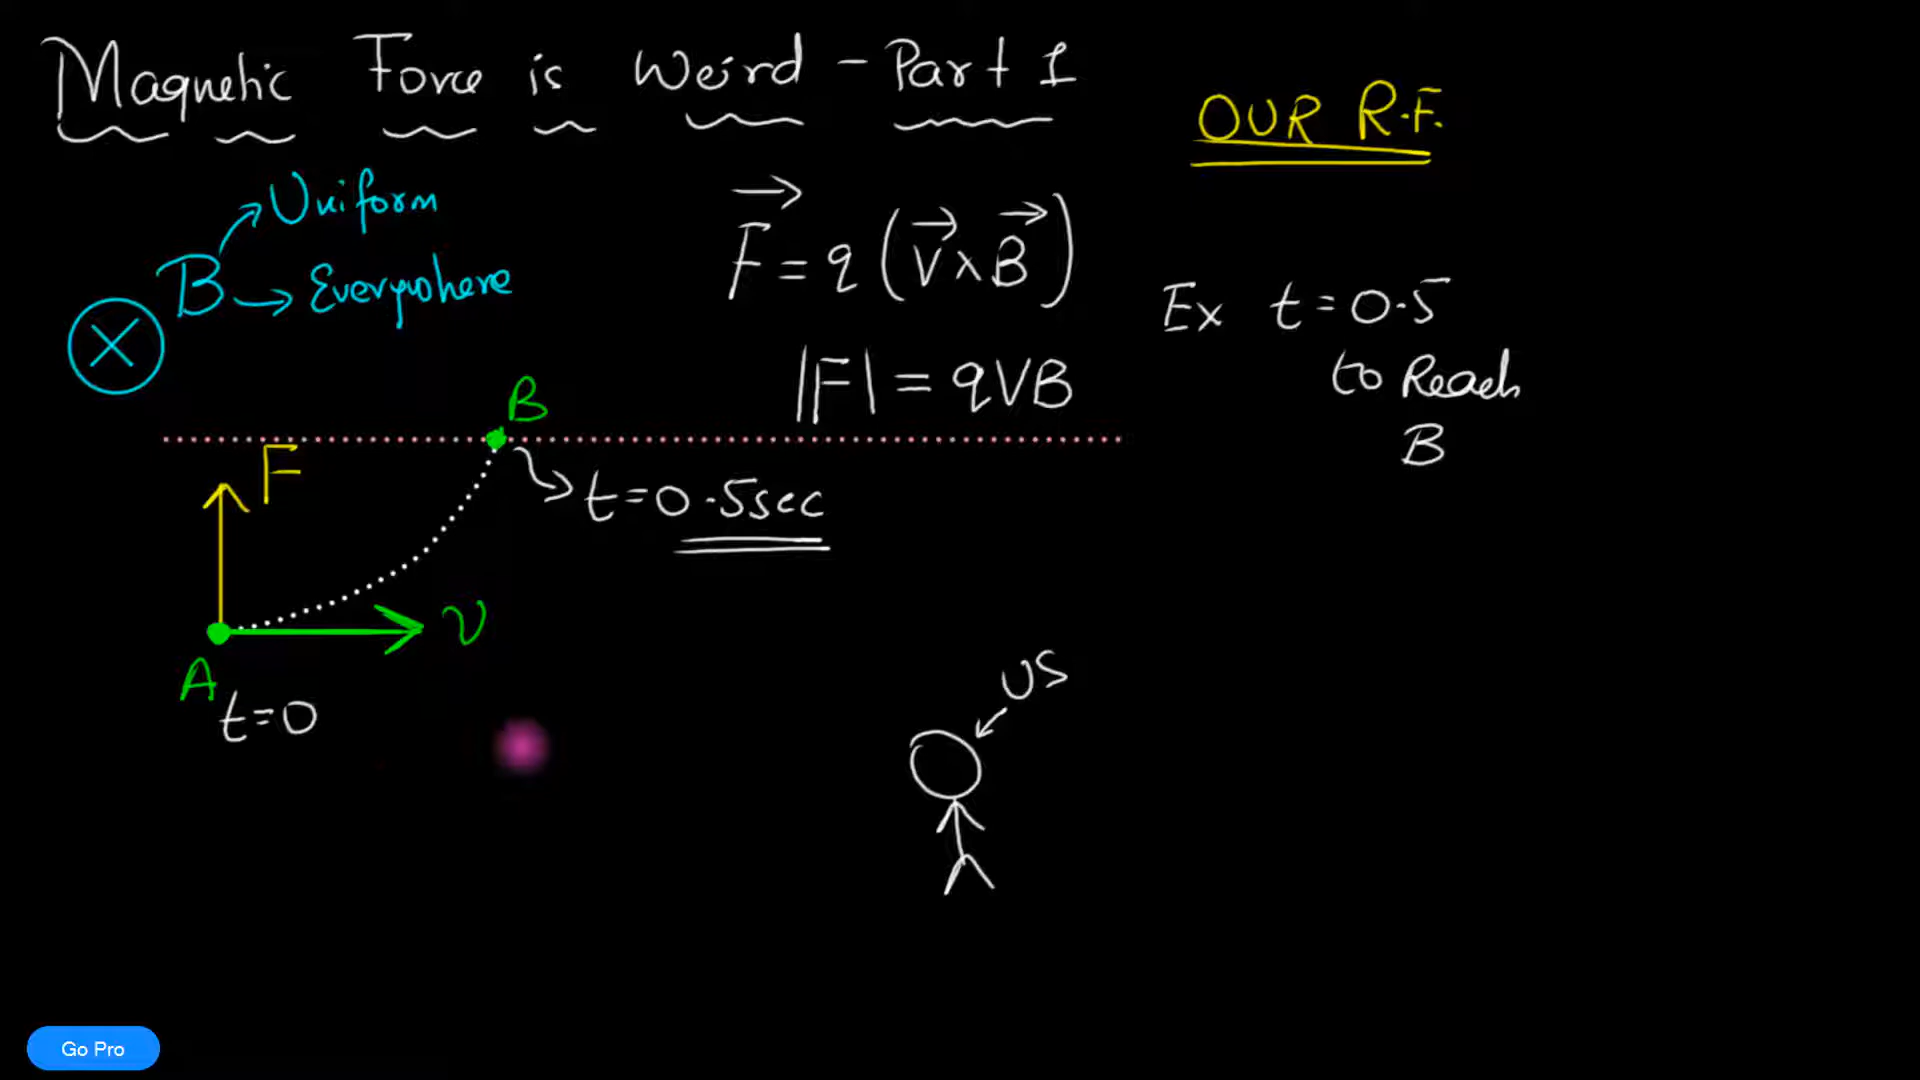 Magnetic Force is Weird - Part 1
OUR R.F.
B → Uniform
→ Everywhere
F = q (V x B)
|F| = qVB
Ex t = 0.5
to Reach
B
B
F
t = 0.5sec
v
A
t = 0
US
Go Pro